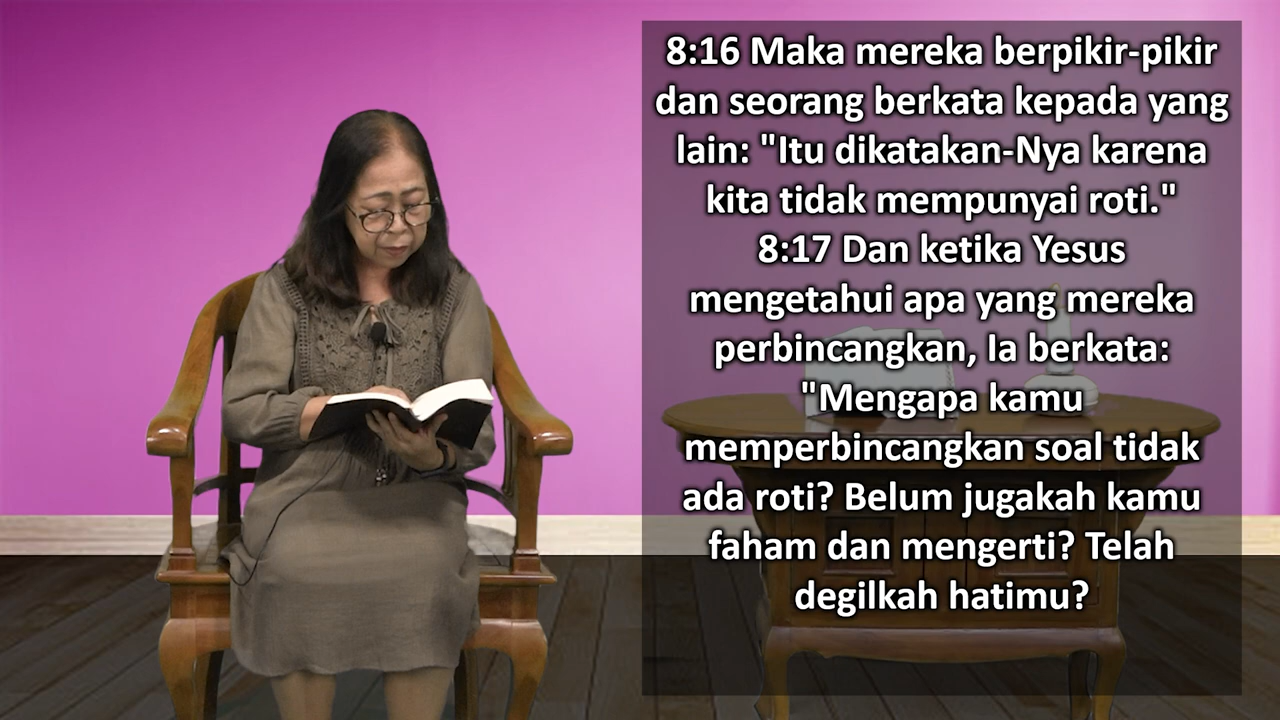 8:16 Maka mereka berpikir-pikir
dan seorang berkata kepada yang
lain: "Itu dikatakan-Nya karena
kita tidak mempunyai roti."
8:17 Dan ketika Yesus
mengetahui apa yang mereka
perbincangkan, Ia berkata:
"Mengapa kamu
memperbincangkan soal tidak
ada roti? Belum jugakah kamu
faham dan mengerti? Telah
degilkah hatimu?